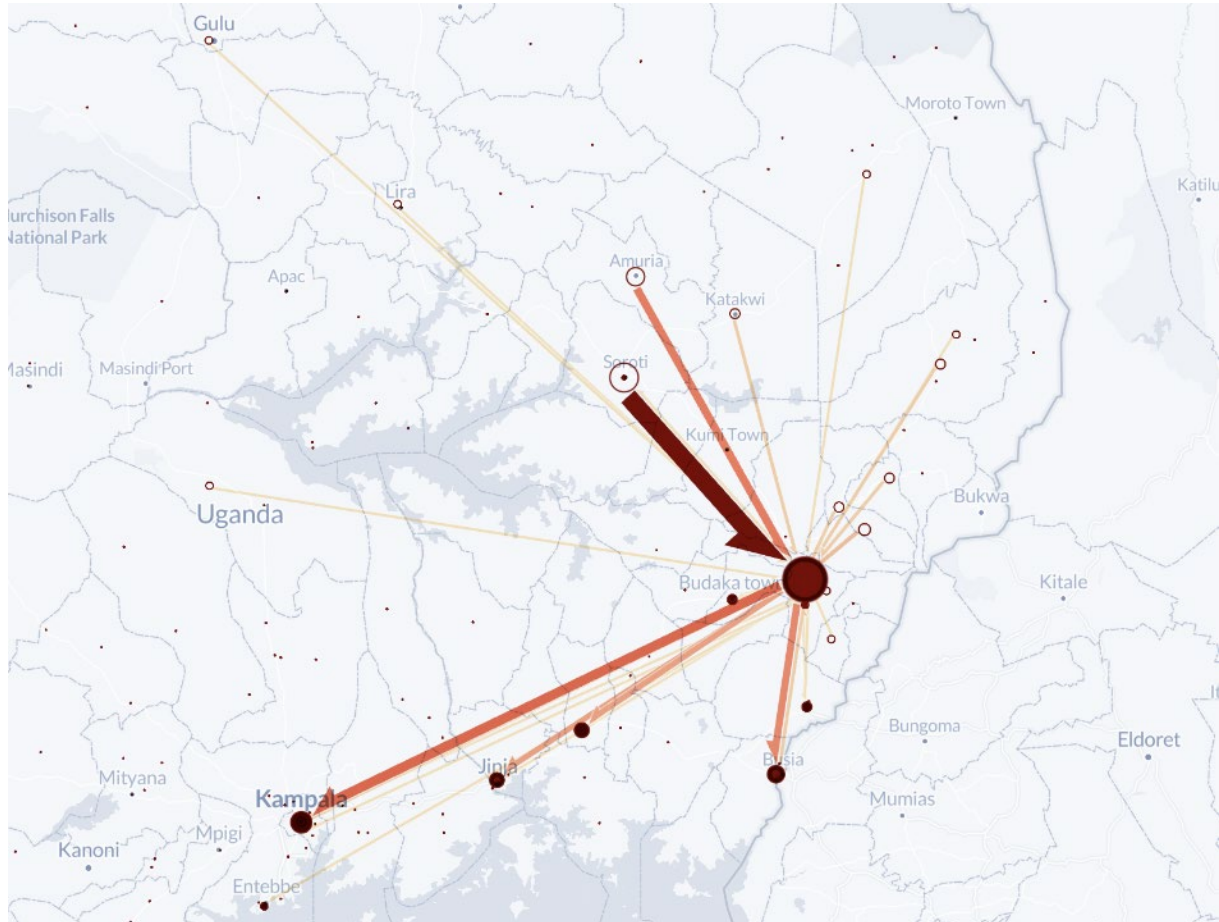 Gulu
Moroto Town
Katilu
Lira
urchison Falls
National Park
Amuria
Apac
Katakwi
Masindi
Masindi Port
Soroti
Kumi Town
Bukwa
Uganda
Budaka town
Kitale
Bungoma
Eldoret
Busia
Jinja
Mityana
Kampala
Mumias
Mpigi
Kanoni
Entebbe